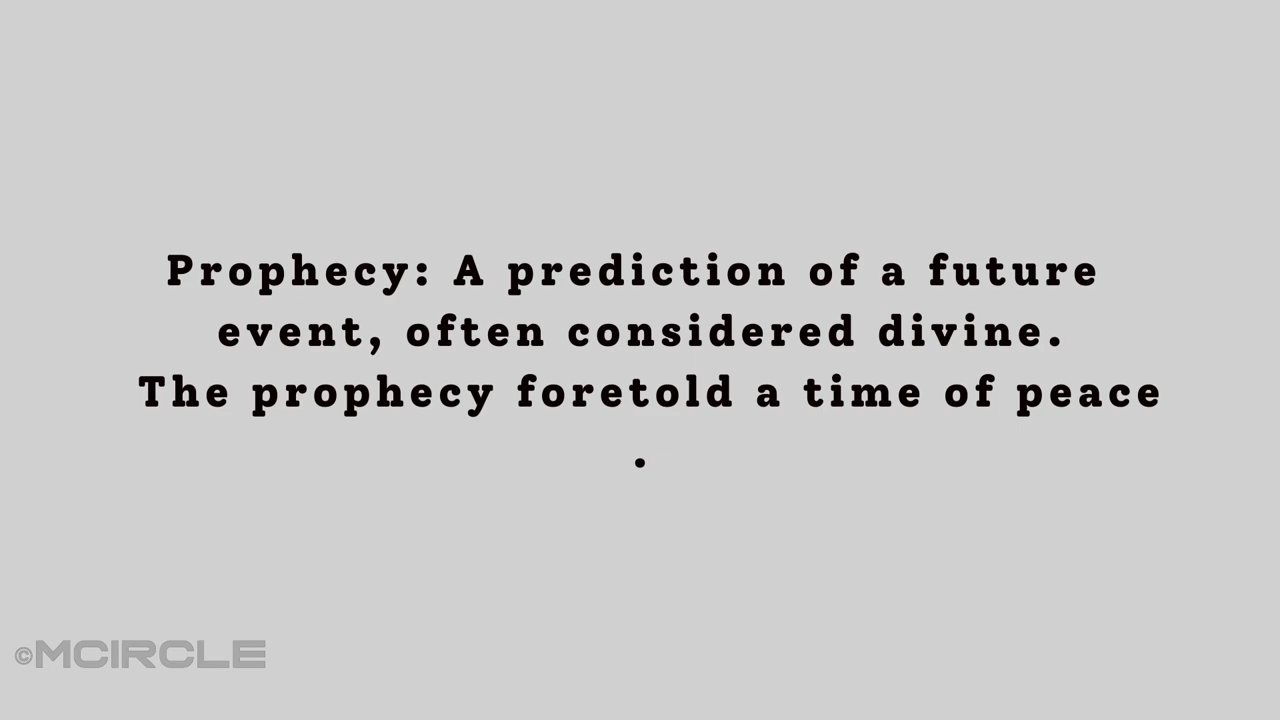 Prophecy: A prediction of a future
event, often considered divine.
The prophecy foretold a time of peace
.
©MCIRCLE